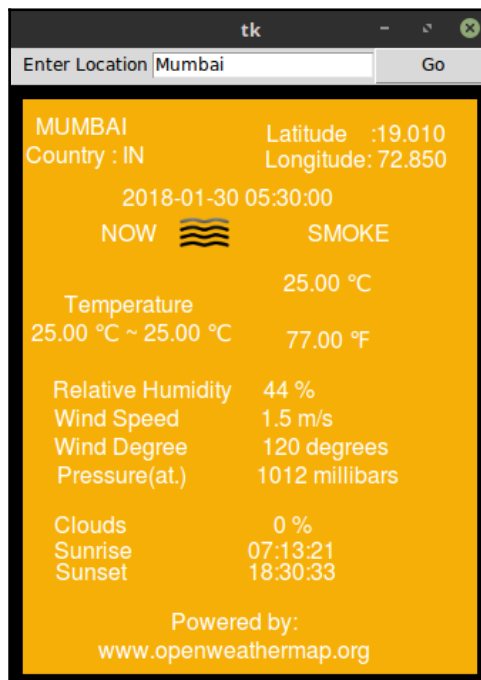 tk
Enter Location Mumbai Go
MUMBAI Latitude :19.010
Country : IN Longitude: 72.850
2018-01-30 05:30:00
NOW SMOKE
25.00 °C
Temperature
25.00 °C ~ 25.00 °C
77.00 °F
Relative Humidity 44 %
Wind Speed 1.5 m/s
Wind Degree 120 degrees
Pressure(at.) 1012 millibars
Clouds 0 %
Sunrise 07:13:21
Sunset 18:30:33
Powered by:
www.openweathermap.org